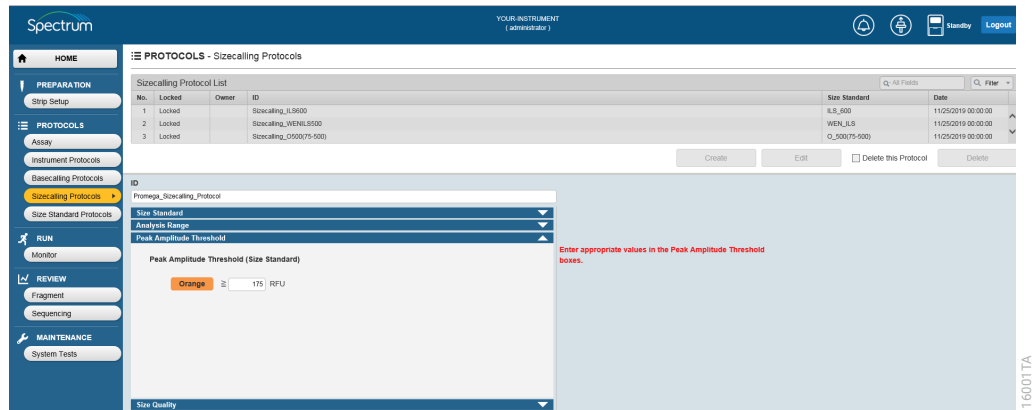 Spectrum
YOUR-INSTRUMENT
( administrator )
Standby
Logout
HOME
PREPARATION
Strip Setup
PROTOCOLS
Assay
Instrument Protocols
Basecalling Protocols
Sizecalling Protocols
Size Standard Protocols
RUN
Monitor
REVIEW
Fragment
Sequencing
MAINTENANCE
System Tests
PROTOCOLS - Sizecalling Protocols
Sizecalling Protocol List
All Fields
Filter
No. Locked Owner ID Size Standard Date
1 Locked Sizecalling_ILS600 ILS_600 11/25/2019 00:00:00
2 Locked Sizecalling_WENILS500 WEN_ILS 11/25/2019 00:00:00
3 Locked Sizecalling_O500(75-500) O_500(75-500) 11/25/2019 00:00:00
Create Edit Delete this Protocol Delete
ID
Promega_Sizecalling_Protocol
Size Standard
Analysis Range
Peak Amplitude Threshold
Peak Amplitude Threshold (Size Standard)
Orange ≧ 175 RFU
Size Quality
Enter appropriate values in the Peak Amplitude Threshold
boxes.
16001TA